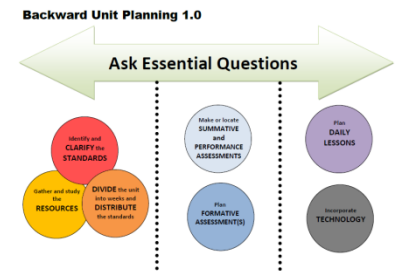 Backward Unit Planning 1.0
Ask Essential Questions
Identify and
CLARIFY the
STANDARDS
Gather and study
the
RESOURCES
DIVIDE the unit
into weeks and
DISTRIBUTE
the standards
Make or locate
SUMMATIVE
and
PERFORMANCE
ASSESSMENTS
Plan
FORMATIVE
ASSESSMENT(S)
Plan
DAILY
LESSONS
Incorporate
TECHNOLOGY